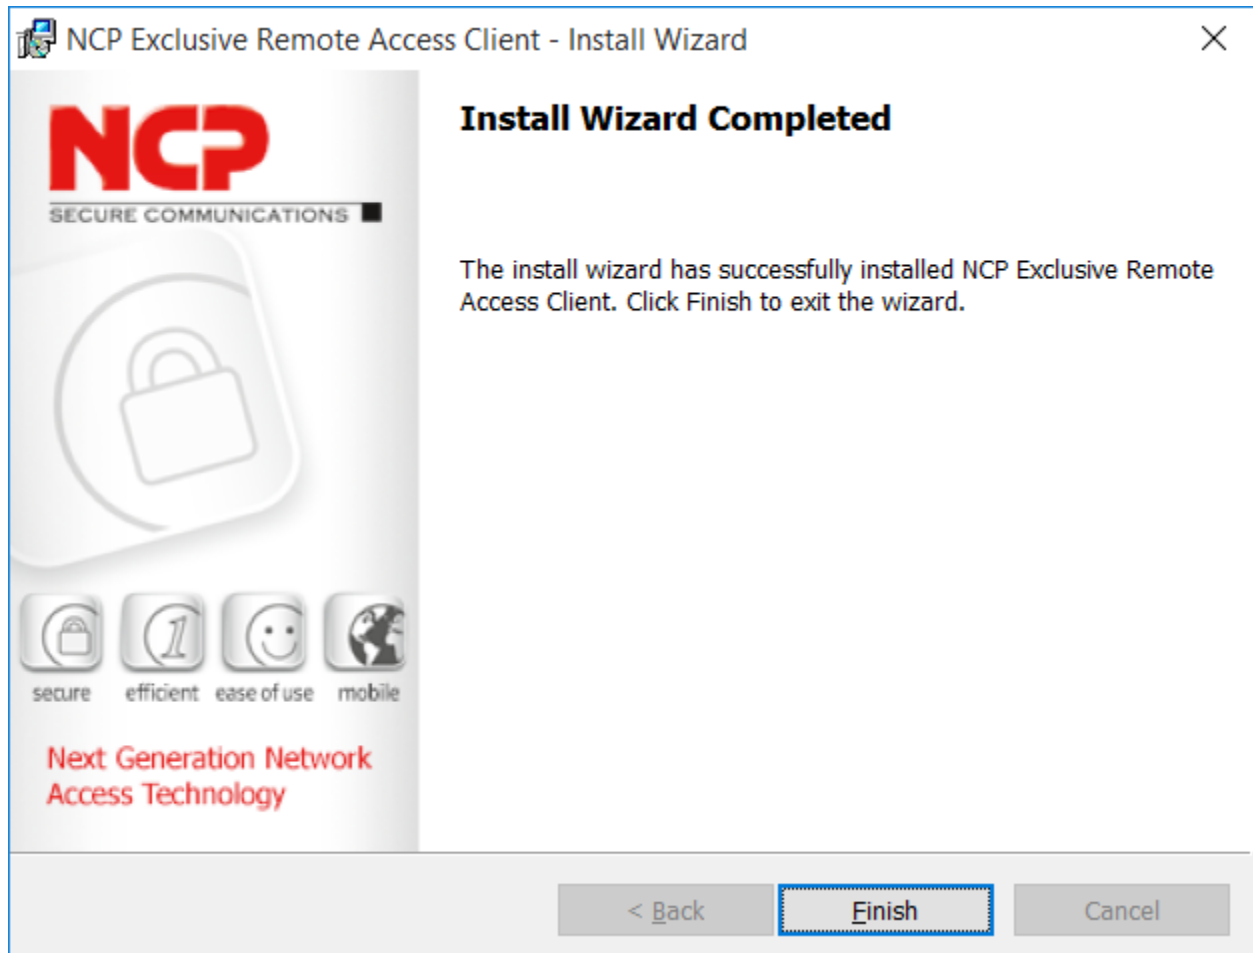 NCP Exclusive Remote Access Client - Install Wizard
NCP
SECURE COMMUNICATIONS
secure efficient ease of use mobile
Next Generation Network
Access Technology
Install Wizard Completed
The install wizard has successfully installed NCP Exclusive Remote
Access Client. Click Finish to exit the wizard.
< Back Finish Cancel